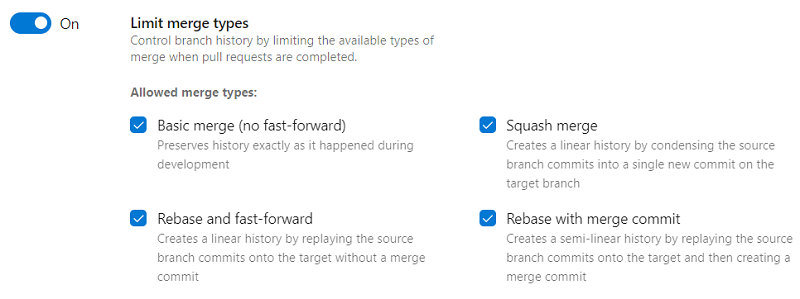 On
Limit merge types
Control branch history by limiting the available types of
merge when pull requests are completed.
Allowed merge types:
Basic merge (no fast-forward)
Preserves history exactly as it happened during
development
Squash merge
Creates a linear history by condensing the source
branch commits into a single new commit on the
target branch
Rebase and fast-forward
Creates a linear history by replaying the source
branch commits onto the target without a merge
commit
Rebase with merge commit
Creates a semi-linear history by replaying the source
branch commits onto the target and then creating a
merge commit